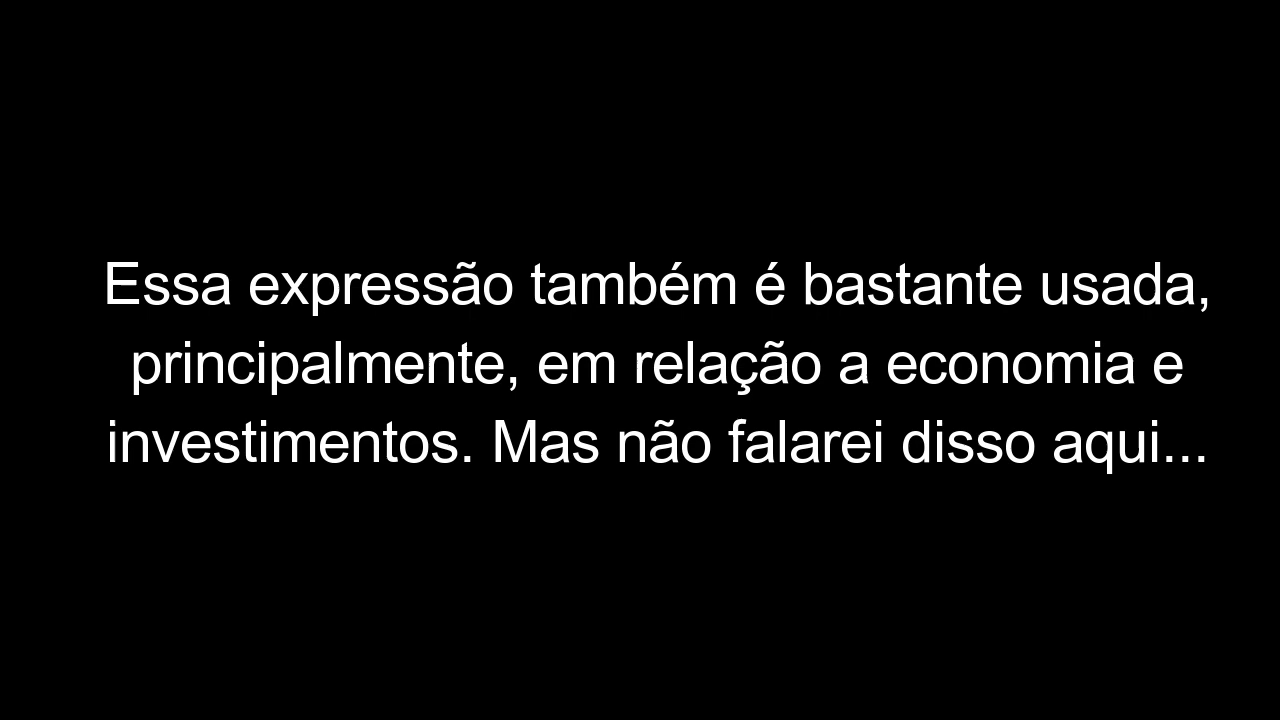 Essa expressão também é bastante usada,
principalmente, em relação a economia e
investimentos. Mas não falarei disso aqui...